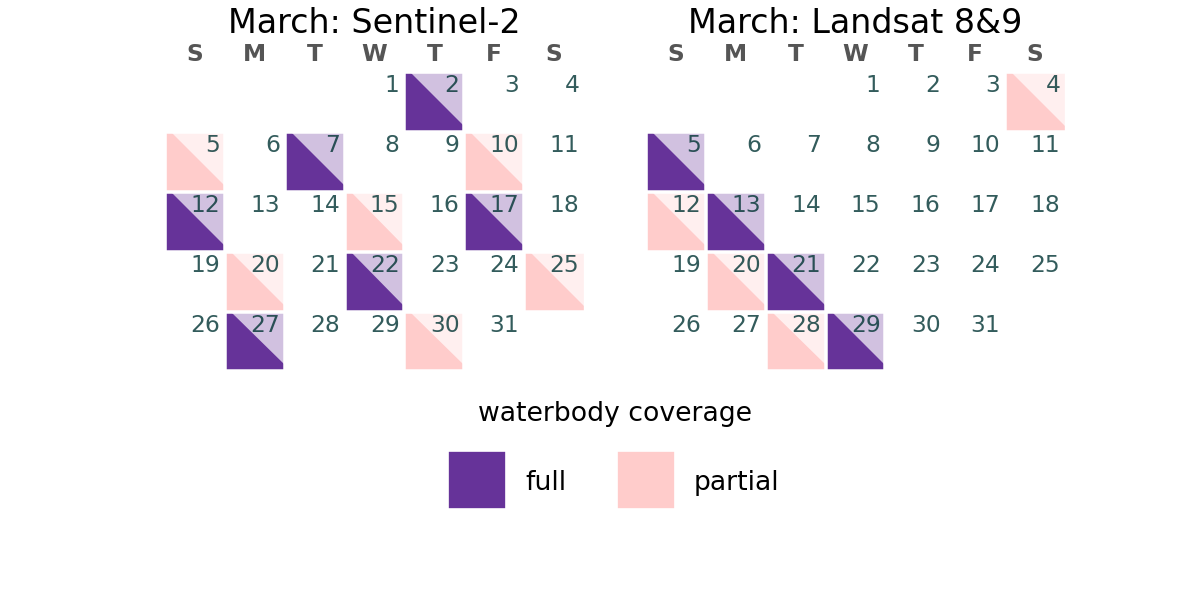 March: Sentinel-2
S M T W T F S
1 2 3 4
5 6 7 8 9 10 11
12 13 14 15 16 17 18
19 20 21 22 23 24 25
26 27 28 29 30 31
March: Landsat 8&9
S M T W T F S
1 2 3 4
5 6 7 8 9 10 11
12 13 14 15 16 17 18
19 20 21 22 23 24 25
26 27 28 29 30 31
waterbody coverage
full
partial